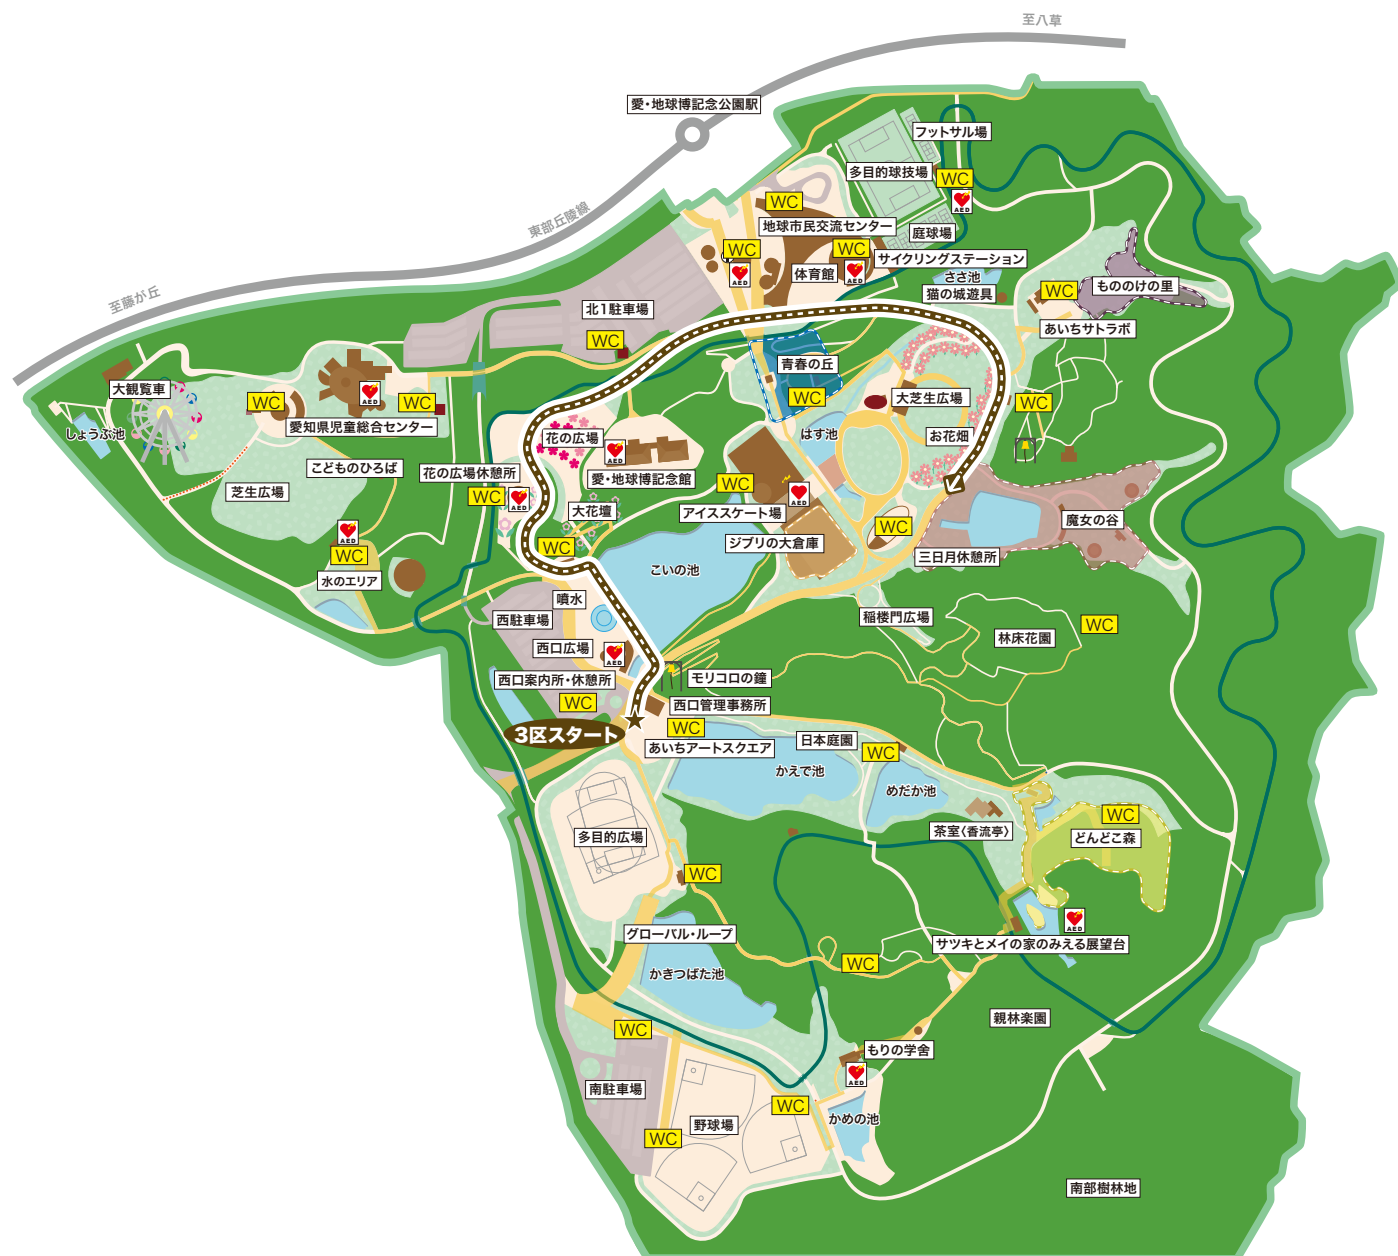 至八草
愛・地球博記念公園駅
東部丘陵線
至藤が丘
フットサル場
多目的球技場
WC
AED
WC
地球市民交流センター
庭球場
WC
WC
サイクリングステーション
体育館
AED
AED
ささ池
猫の城遊具
もののけの里
WC
あいちサトラボ
北1駐車場
WC
青春の丘
WC
大芝生広場
WC
お花畑
はす池
大観覧車
しょうぶ池
WC
AED
WC
愛知県児童総合センター
こどものひろば
芝生広場
花の広場
AED
愛・地球博記念館
花の広場休憩所
WC
AED
大花壇
WC
WC
AED
アイススケート場
ジブリの大倉庫
WC
魔女の谷
三日月休憩所
AED
WC
水のエリア
こいの池
噴水
西駐車場
西口広場
AED
西口案内所・休憩所
WC
稲楼門広場
林床花園
WC
モリコロの鐘
西口管理事務所
WC
3区スタート
あいちアートスクエア
日本庭園
WC
かえで池
めだか池
茶室〈香流亭〉
WC
どんどこ森
多目的広場
WC
グローバル・ループ
かきつばた池
WC
AED
サツキとメイの家のみえる展望台
親林楽園
WC
もりの学舎
AED
南駐車場
WC
かめの池
野球場
WC
南部樹林地